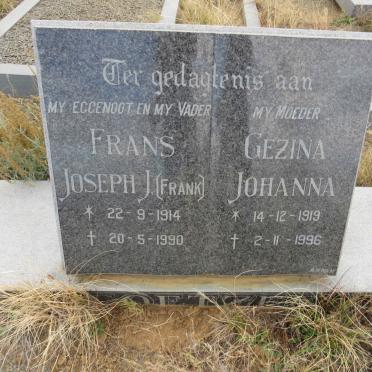 Ter gedagtenis aan
MY EGGENOOT EN MY VADER
FRANS
JOSEPH J. (FRANK)
* 22-9-1914
† 20-5-1990
MY MOEDER
GEZINA
JOHANNA
* 14-12-1919
† 2-11-1996